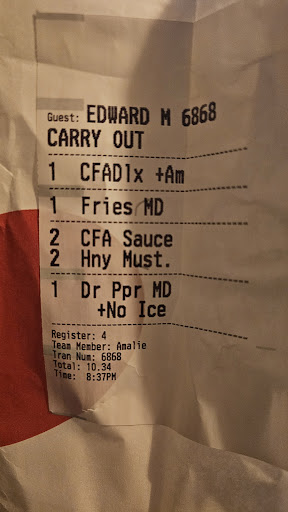 Guest: EDWARD M 6868
CARRY OUT
1 CFADlx +Am
1 Fries MD
2 CFA Sauce
2 Hny Must.
1 Dr Ppr MD
+No Ice
Register: 4
Team Member: Amalie
Tran Num: 6868
Total: 10.34
Time: 8:37PM